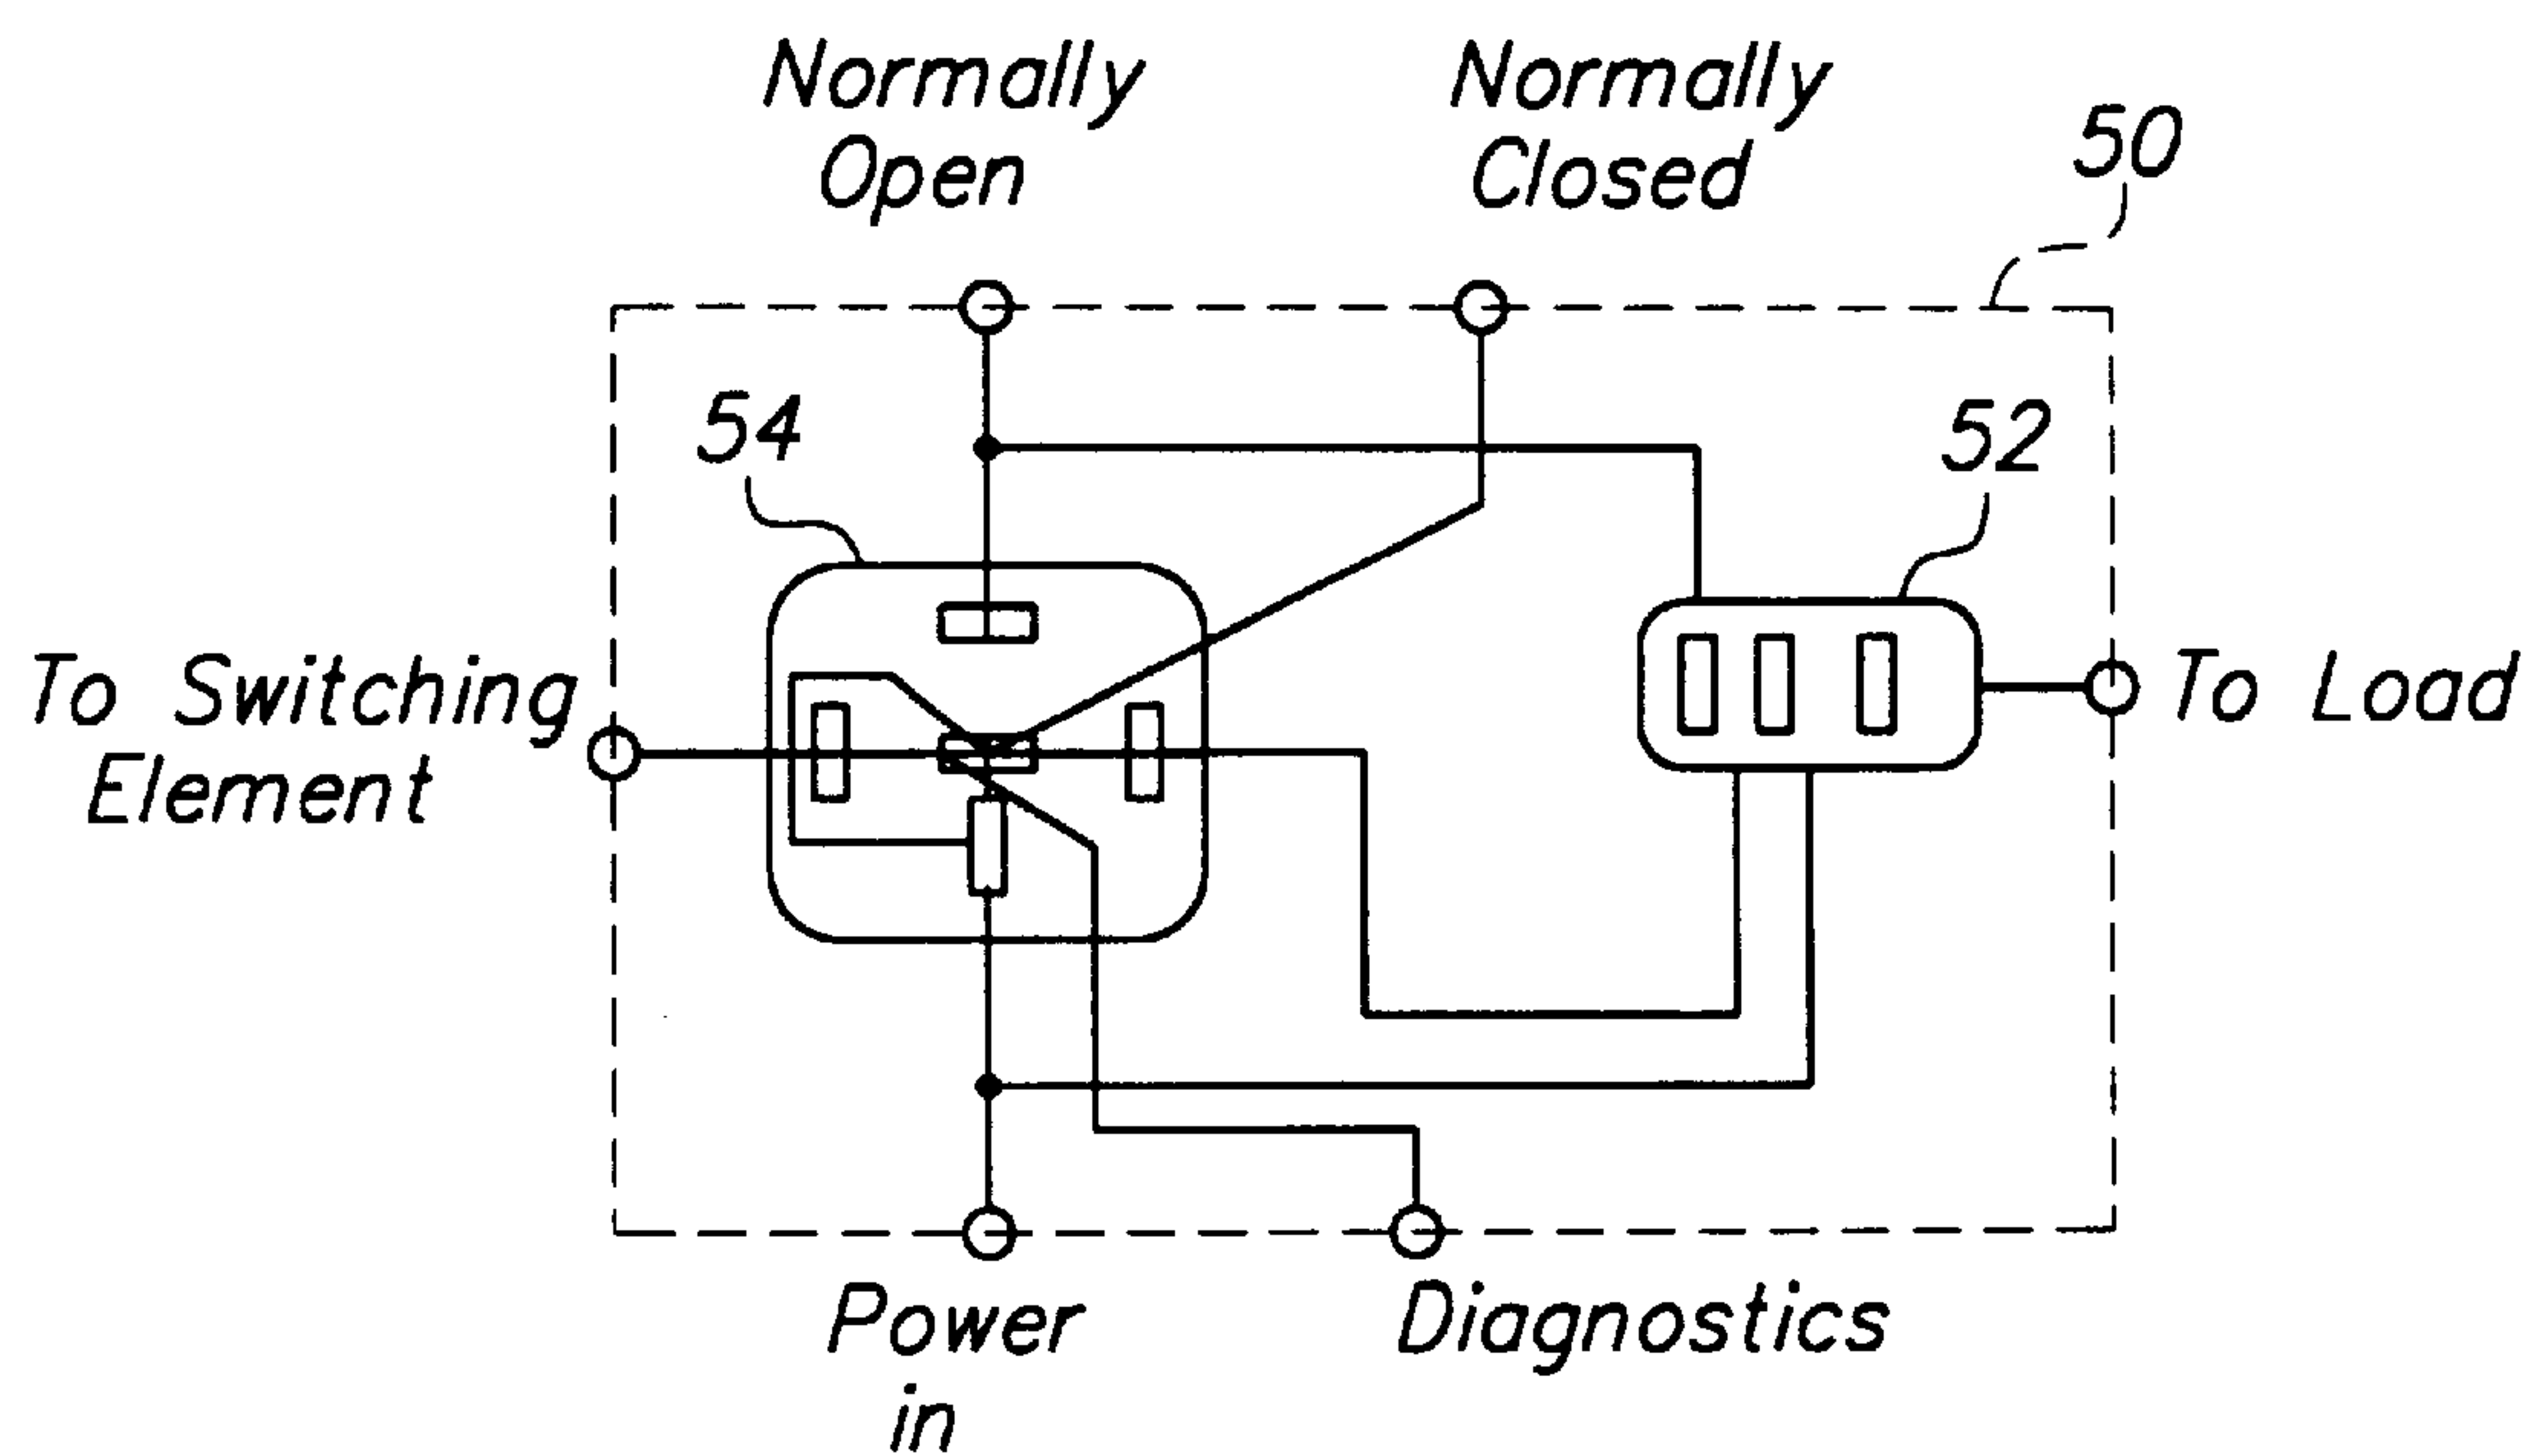 Normally
Open
Normally
Closed
50
54
52
To Switching
Element
To Load
Power
in
Diagnostics